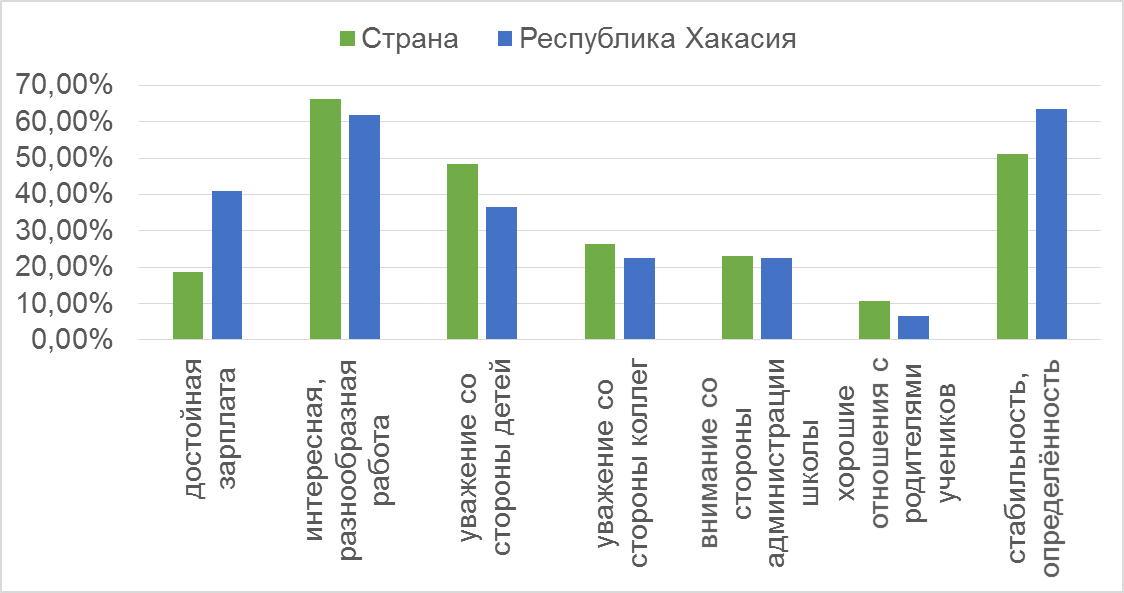 Страна Республика Хакасия
70,00%
60,00%
50,00%
40,00%
30,00%
20,00%
10,00%
0,00%
достойная
зарплата
интересная,
разнообразная
работа
уважение со
стороны детей
уважение со
стороны коллег
внимание со
стороны
администрации
школы
хорошие
отношения с
родителями
учеников
стабильность,
определённость